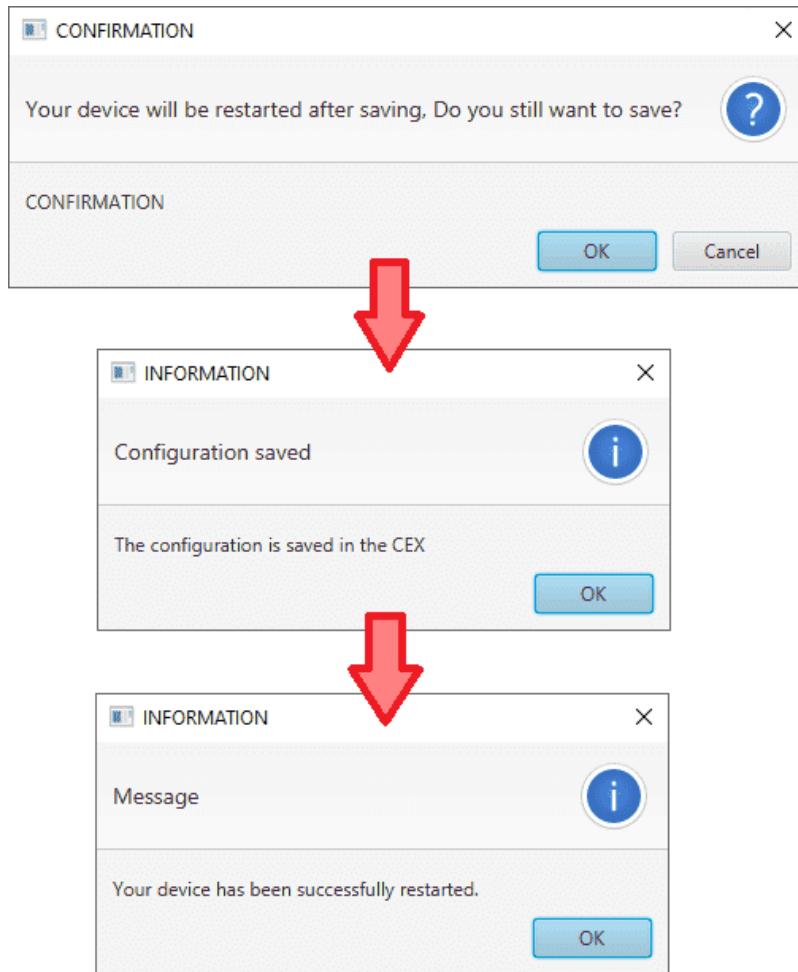 CONFIRMATION
Your device will be restarted after saving, Do you still want to save?
?
CONFIRMATION
OK Cancel
INFORMATION
Configuration saved
i
The configuration is saved in the CEX
OK
INFORMATION
Message
i
Your device has been successfully restarted.
OK